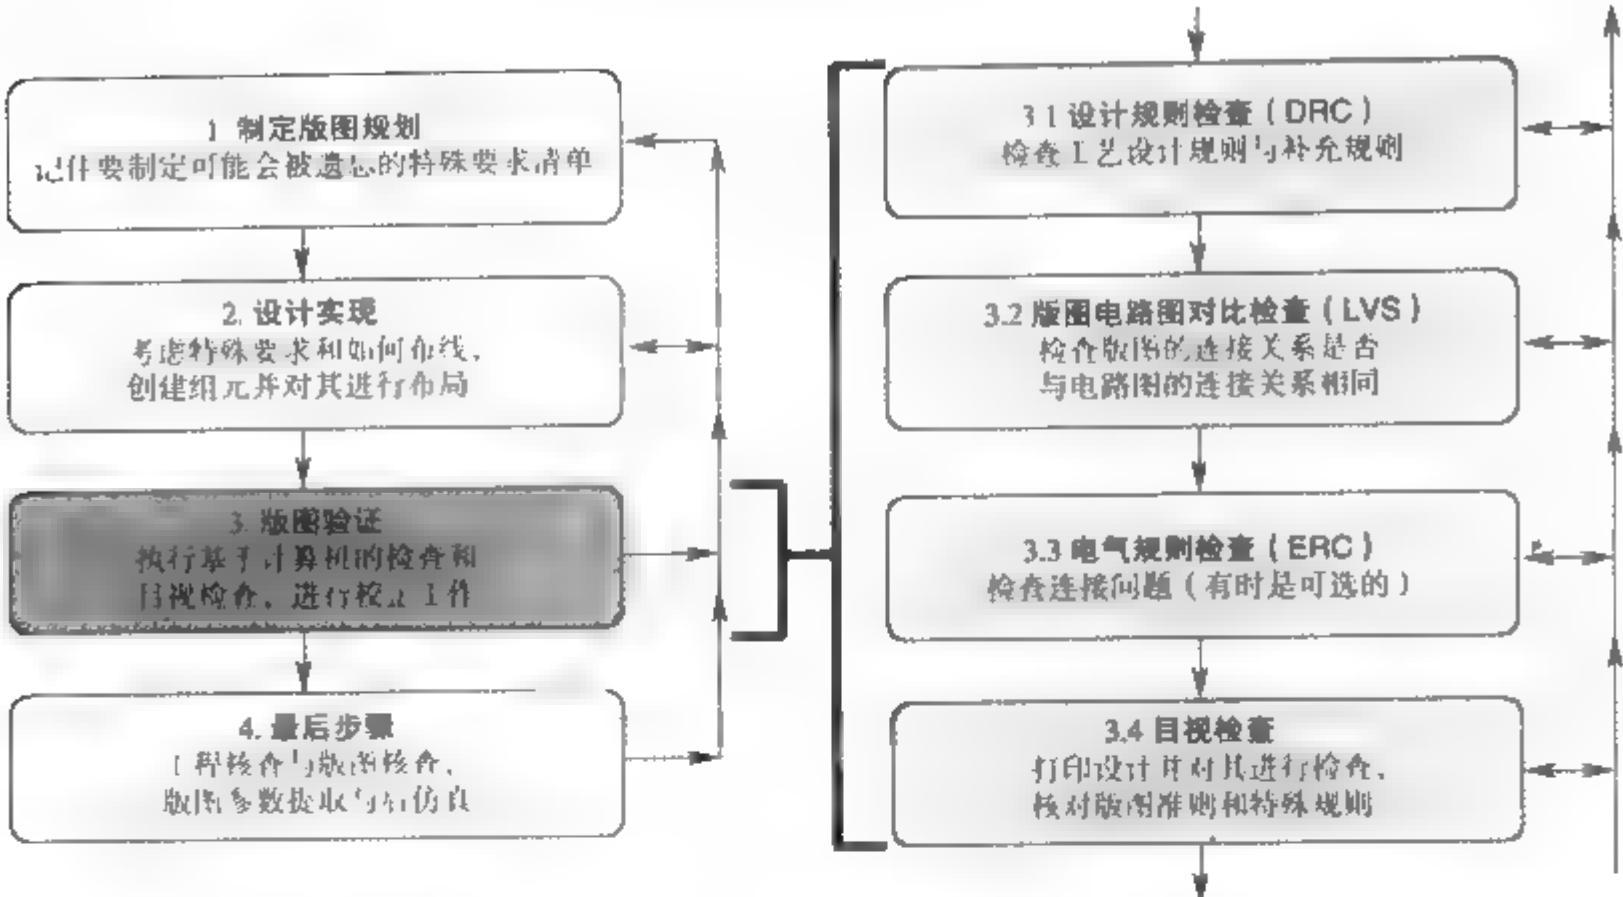 1. 制定版图规划
记住要制定可能会被遗忘的特殊要求清单
2. 设计实现
考虑特殊要求和如何布线，
创建组元并对其进行布局
3. 版图验证
执行基于计算机的检查和
目视检查，进行校正工作
4. 最后步骤
工程核查与版图核查，
版图参数提取与后仿真
3.1 设计规则检查（DRC）
检查工艺设计规则与补充规则
3.2 版图电路图对比检查（LVS）
检查版图的连接关系是否
与电路图的连接关系相同
3.3 电气规则检查（ERC）
检查连接问题（有时是可选的）
3.4 目视检查
打印设计并对其进行检查，
核对版图准则和特殊规则